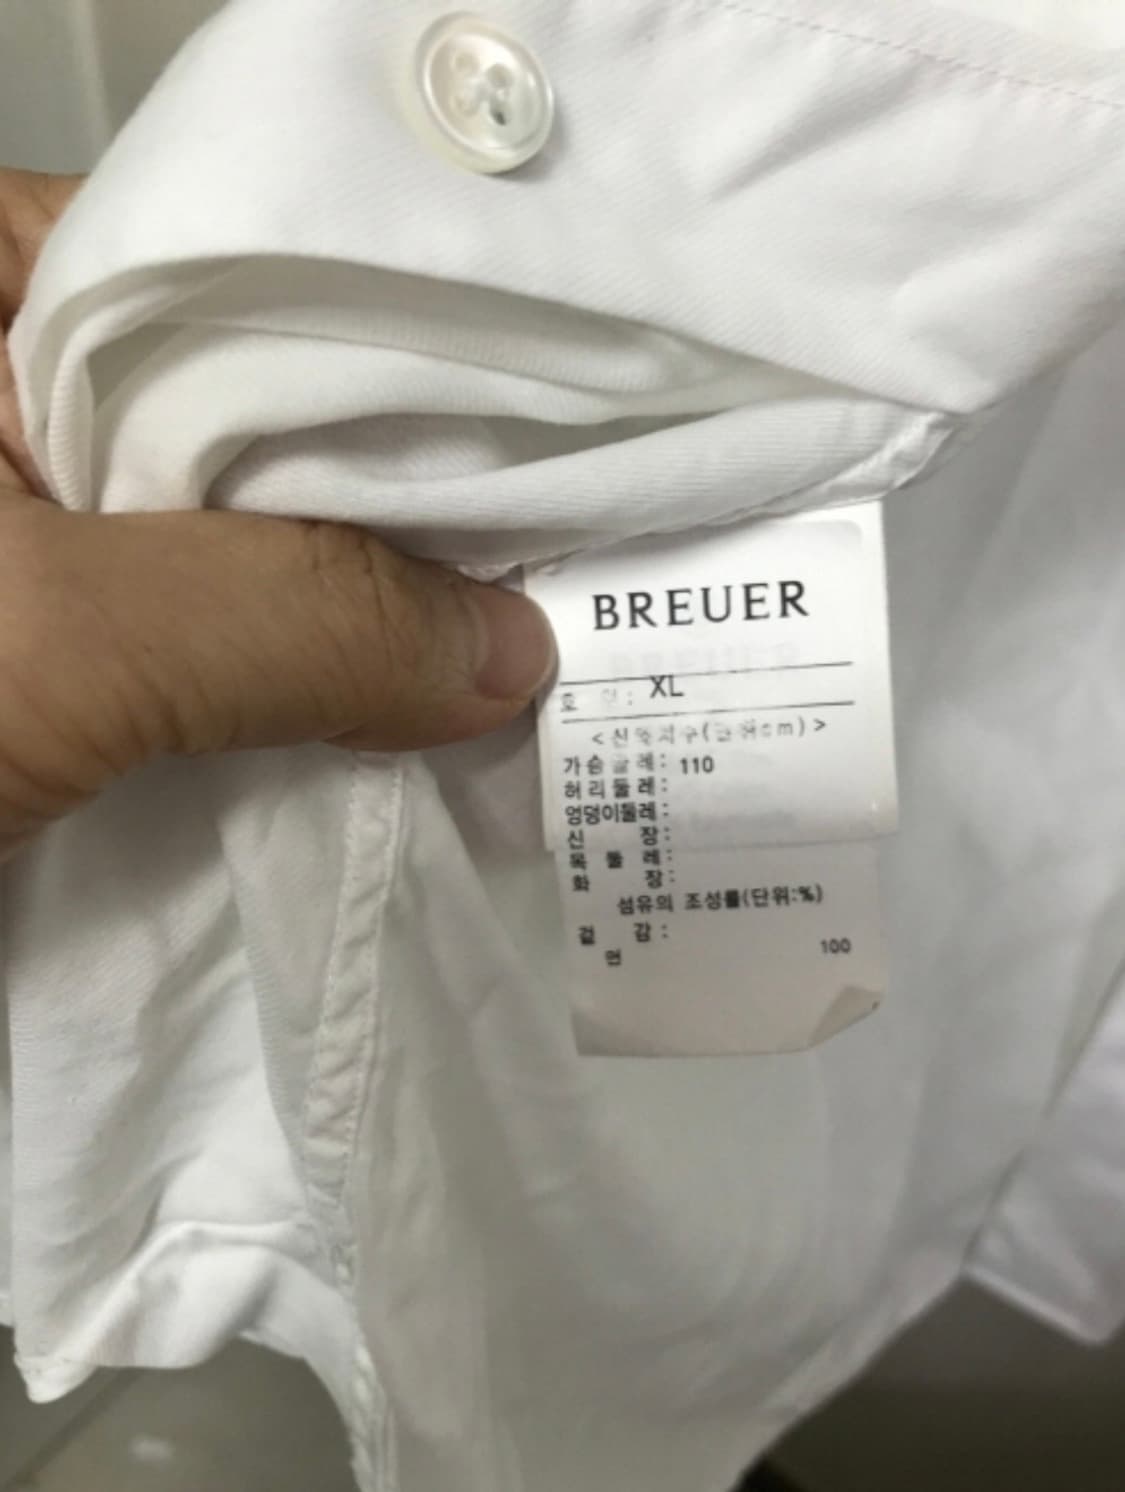 BREUER
호 칭: XL
<신체치수(단위cm)>
가슴둘레: 110
허리둘레:
엉덩이둘레:
신 장:
목 둘 레:
화 장:
섬유의 조성률(단위:%)
겉 감:
면 100